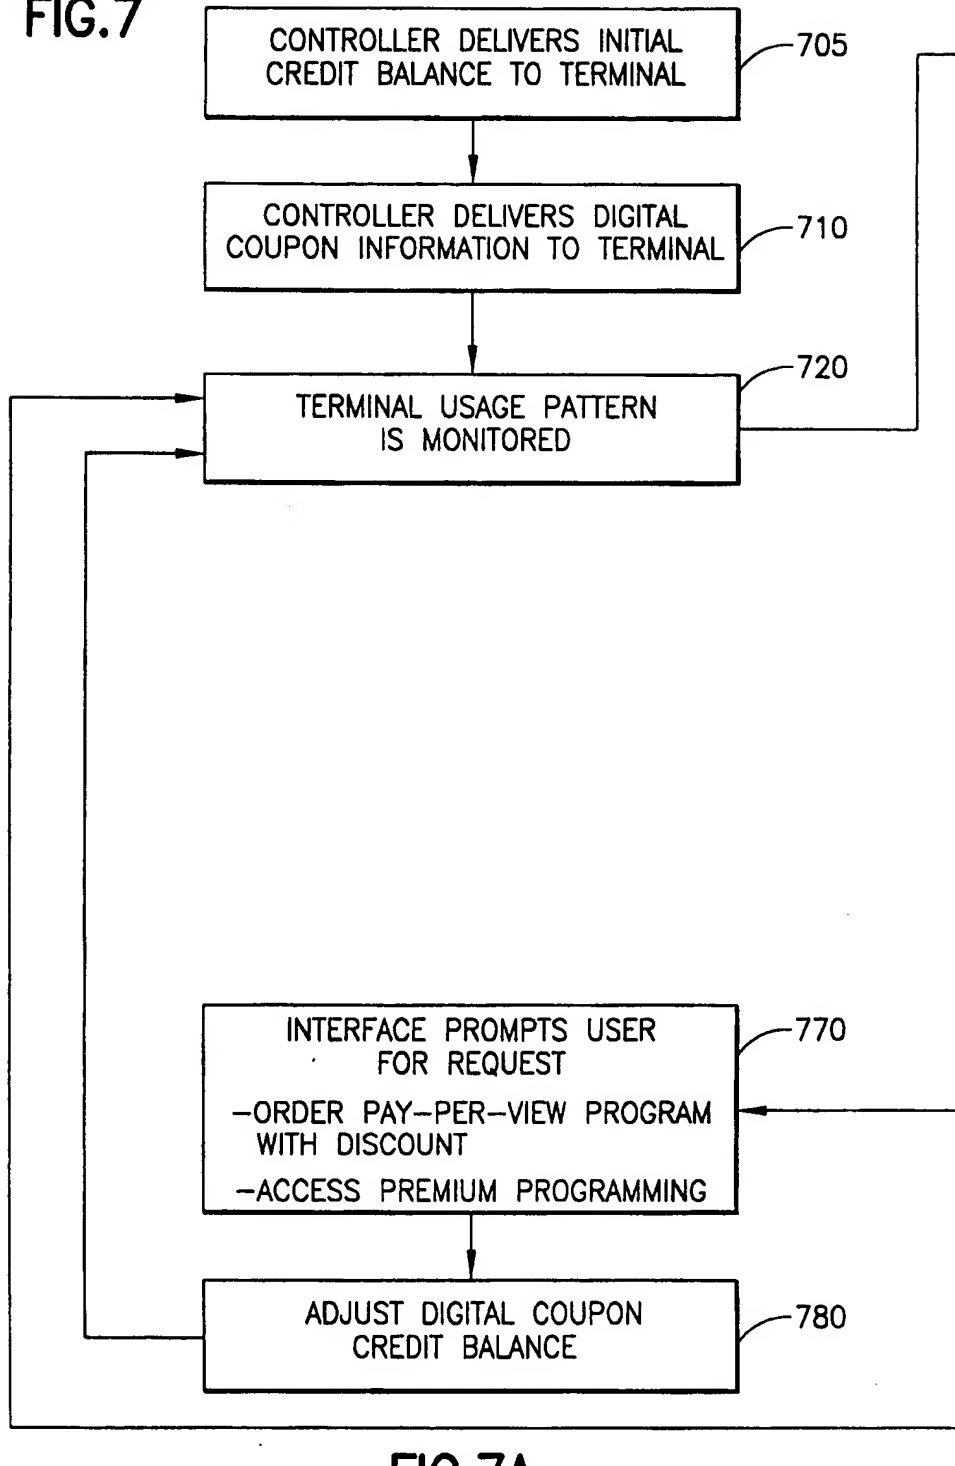 FIG.7
CONTROLLER DELIVERS INITIAL
CREDIT BALANCE TO TERMINAL
705
CONTROLLER DELIVERS DIGITAL
COUPON INFORMATION TO TERMINAL
710
720
TERMINAL USAGE PATTERN
IS MONITORED
INTERFACE PROMPTS USER
FOR REQUEST
770
-ORDER PAY-PER-VIEW PROGRAM
WITH DISCOUNT
-ACCESS PREMIUM PROGRAMMING
ADJUST DIGITAL COUPON
CREDIT BALANCE
780
FIG.7A